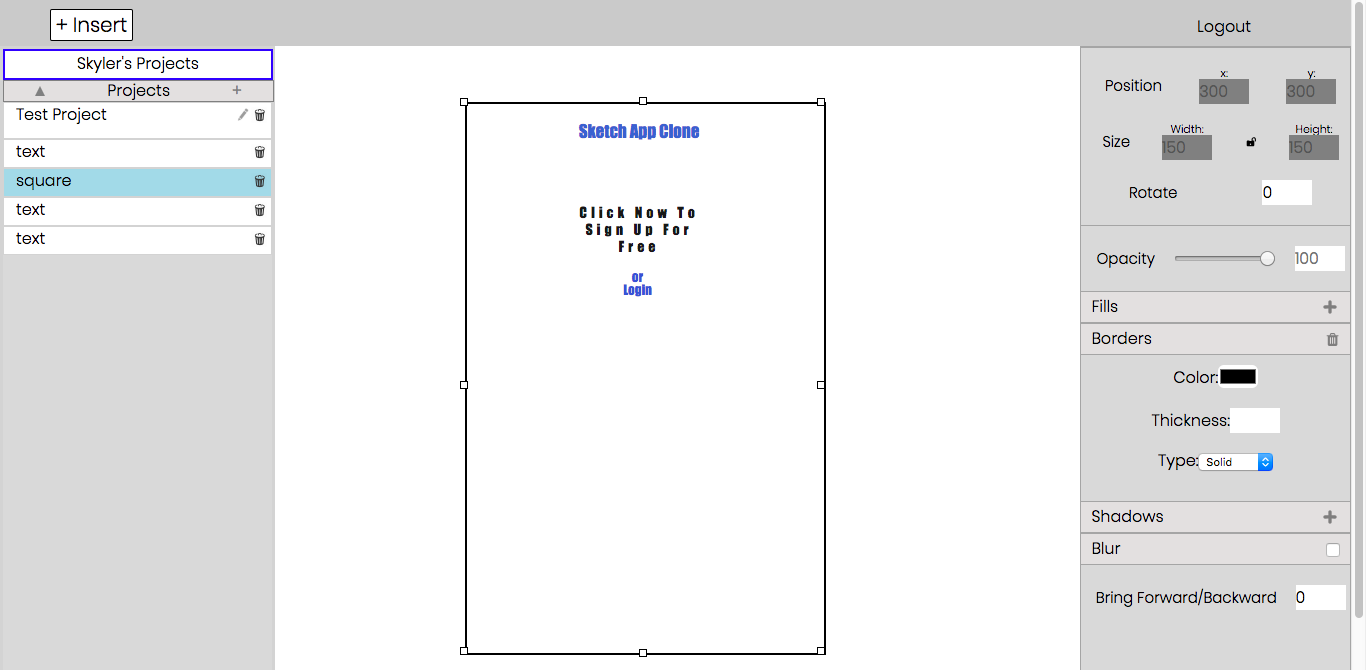 + Insert
Logout
Skyler's Projects
▲ Projects +
Test Project
text
square
text
text
Sketch App Clone
Click Now To
Sign Up For
Free
or
Login
x: y:
Position 300 300
Width: Height:
Size 150 150
Rotate 0
Opacity 100
Fills +
Borders
Color:
Thickness:
Type: Solid
Shadows +
Blur
Bring Forward/Backward 0